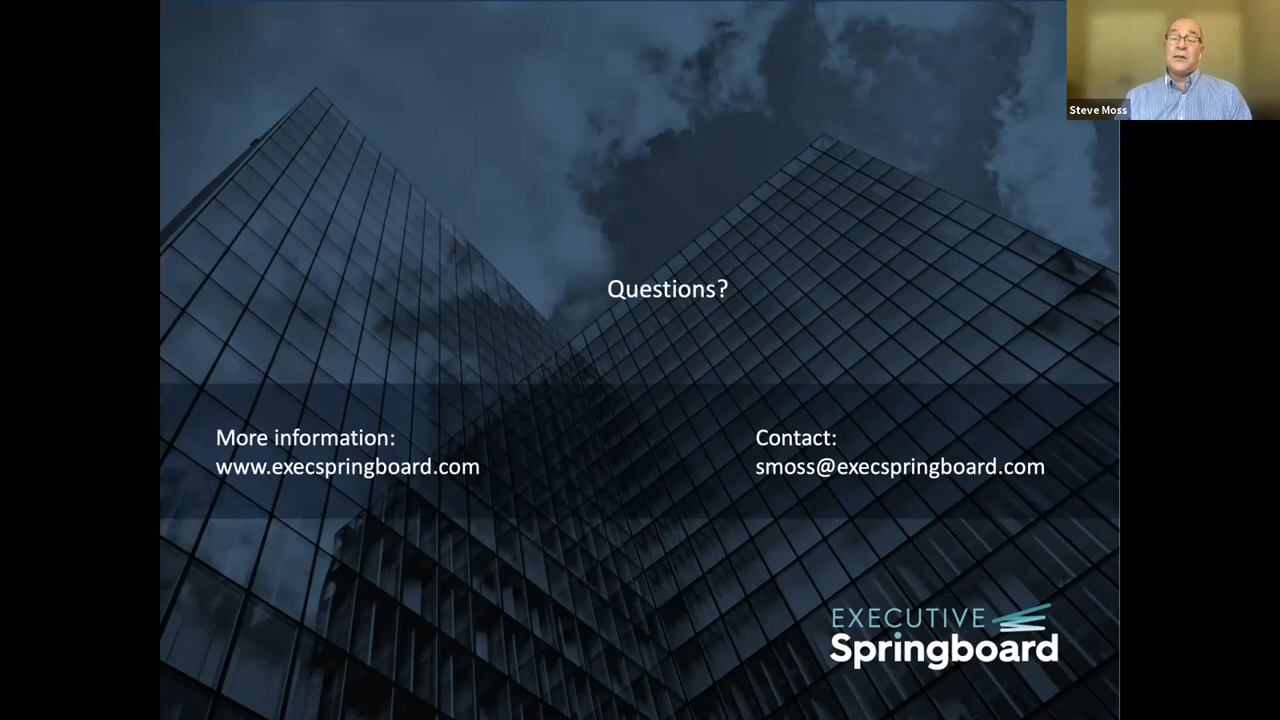 Steve Moss
Questions?
More information:
www.execspringboard.com
Contact:
smoss@execspringboard.com
EXECUTIVE
Springboard